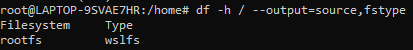 root@LAPTOP-9SVAE7HR:/home# df -h / --output=source,fstype
Filesystem     Type
rootfs         wslfs